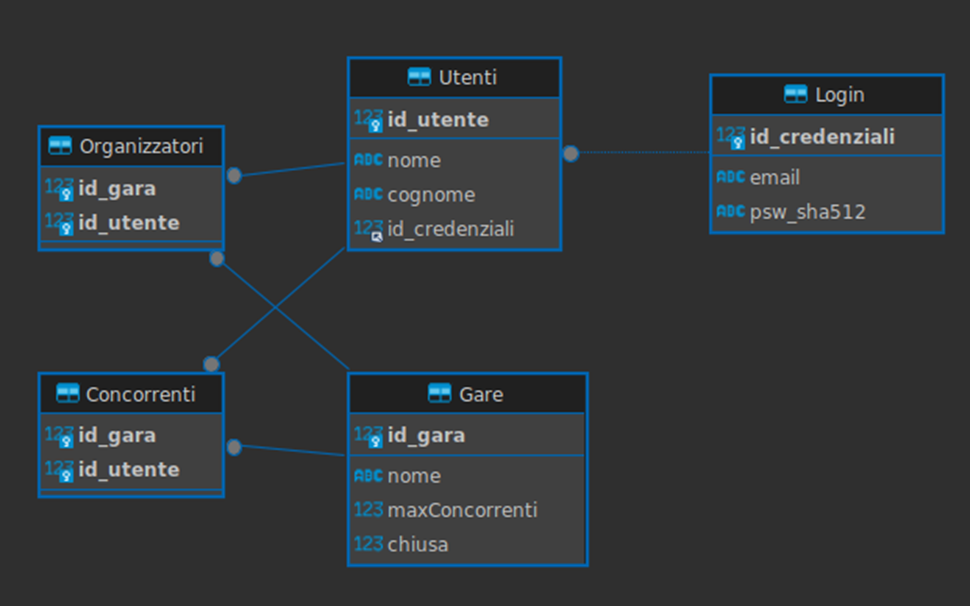 Utenti
123 id_utente
ABC nome
ABC cognome
123 id_credenziali
Login
123 id_credenziali
ABC email
ABC psw_sha512
Organizzatori
123 id_gara
123 id_utente
Concorrenti
123 id_gara
123 id_utente
Gare
123 id_gara
ABC nome
123 maxConcorrenti
123 chiusa